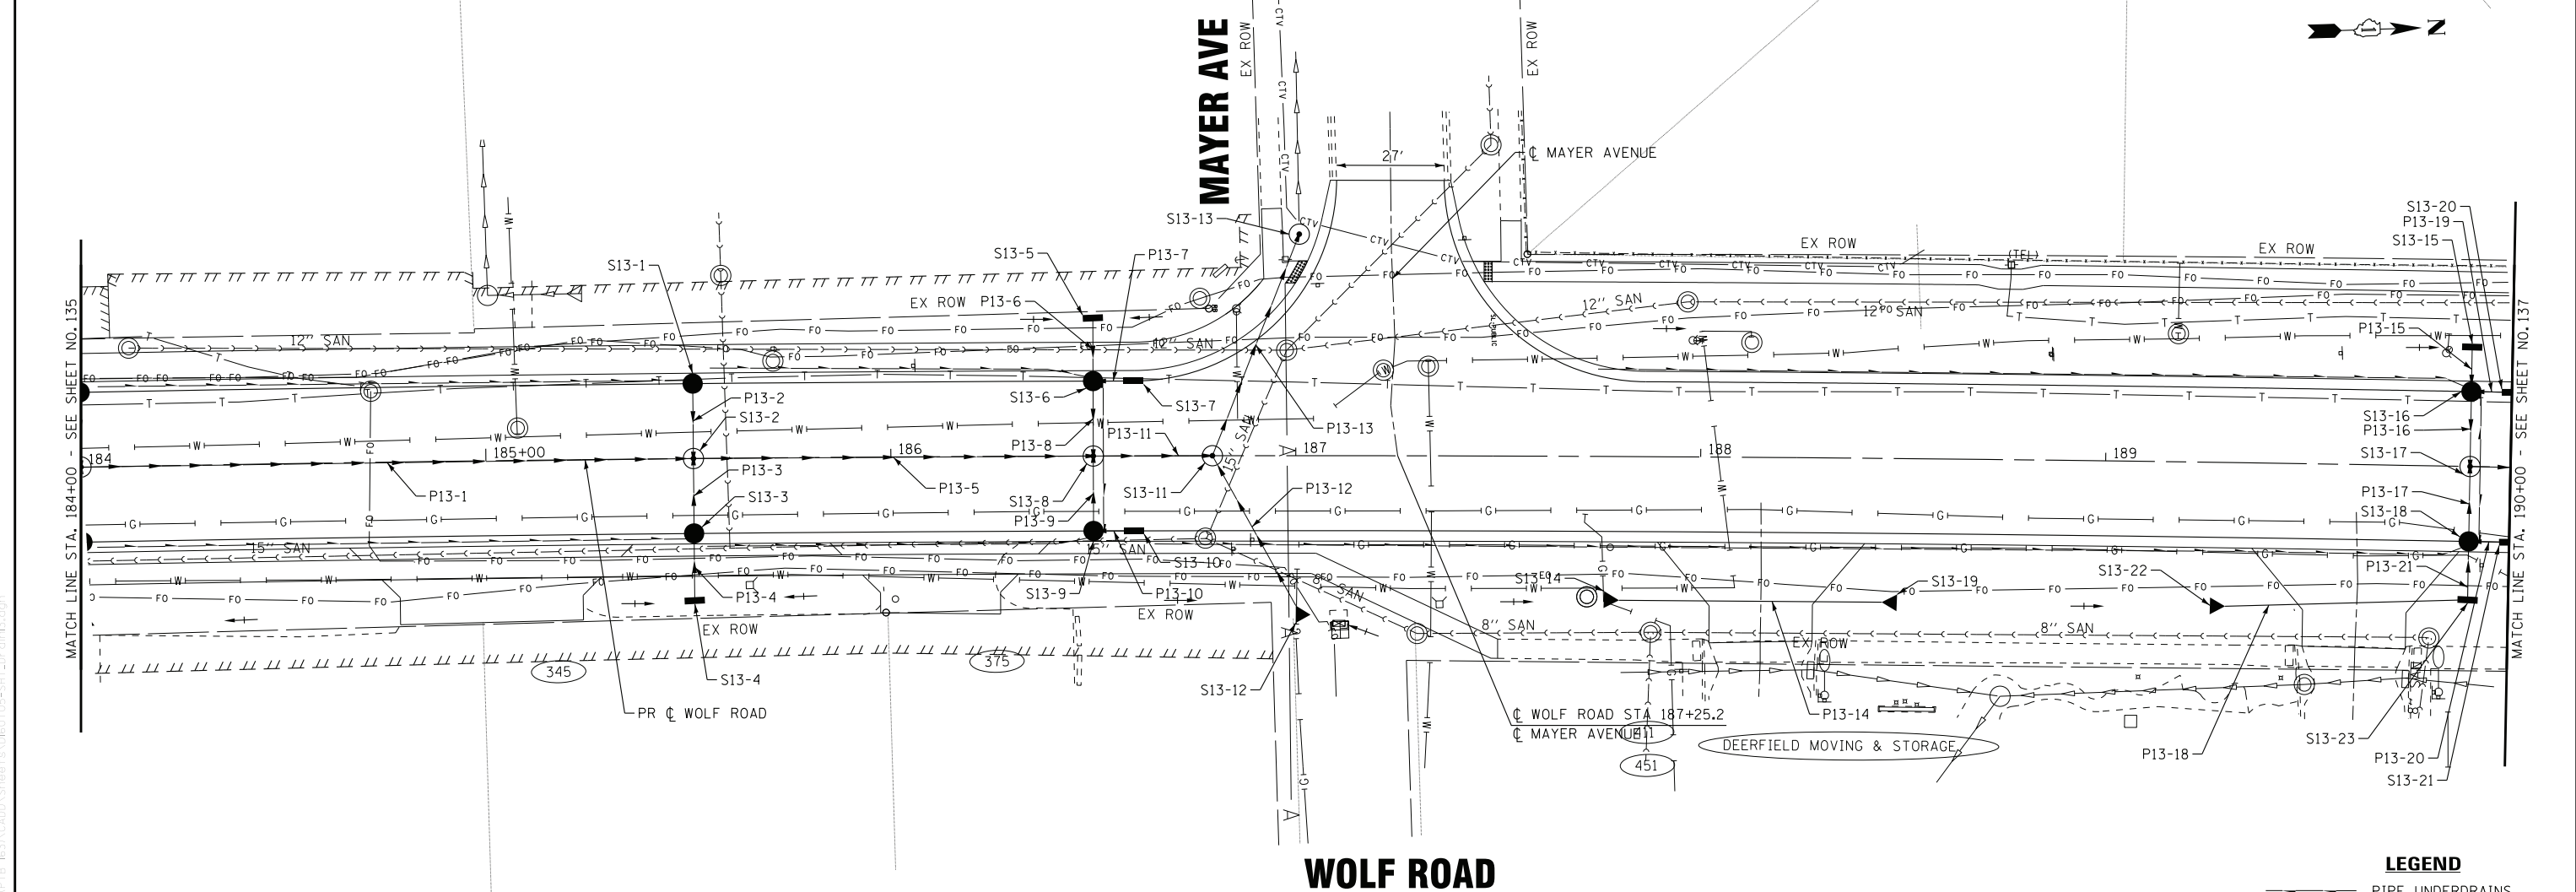 MAYER AVE
EX ROW
EX ROW
N
27'
℄ MAYER AVENUE
S13-13
S13-5
P13-7
S13-1
EX ROW
P13-6
EX ROW
(TEL)
EX ROW
S13-20
P13-19
S13-15
12" SAN
12" SAN
12" SAN
12" SAN
P13-15
MATCH LINE STA. 184+00 - SEE SHEET NO. 135
MATCH LINE STA. 190+00 - SEE SHEET NO. 137
P13-2
S13-2
S13-6
S13-7
P13-8
P13-11
P13-13
S13-16
P13-16
184
185+00
186
187
188
189
S13-17
P13-1
P13-3
S13-3
P13-5
S13-8
P13-9
S13-11
15" SAN
P13-12
P13-17
S13-18
15" SAN
S13-10
S13-14
S13-19
S13-22
P13-21
P13-4
S13-9
P13-10
EX ROW
EX ROW
8" SAN
8" SAN
EX ROW
345
375
S13-4
S13-12
PR ℄ WOLF ROAD
℄ WOLF ROAD STA 187+25.2
℄ MAYER AVENUE
411
451
P13-14
DEERFIELD MOVING & STORAGE
P13-18
S13-23
P13-20
S13-21
WOLF ROAD
LEGEND
PIPE UNDERDRAINS